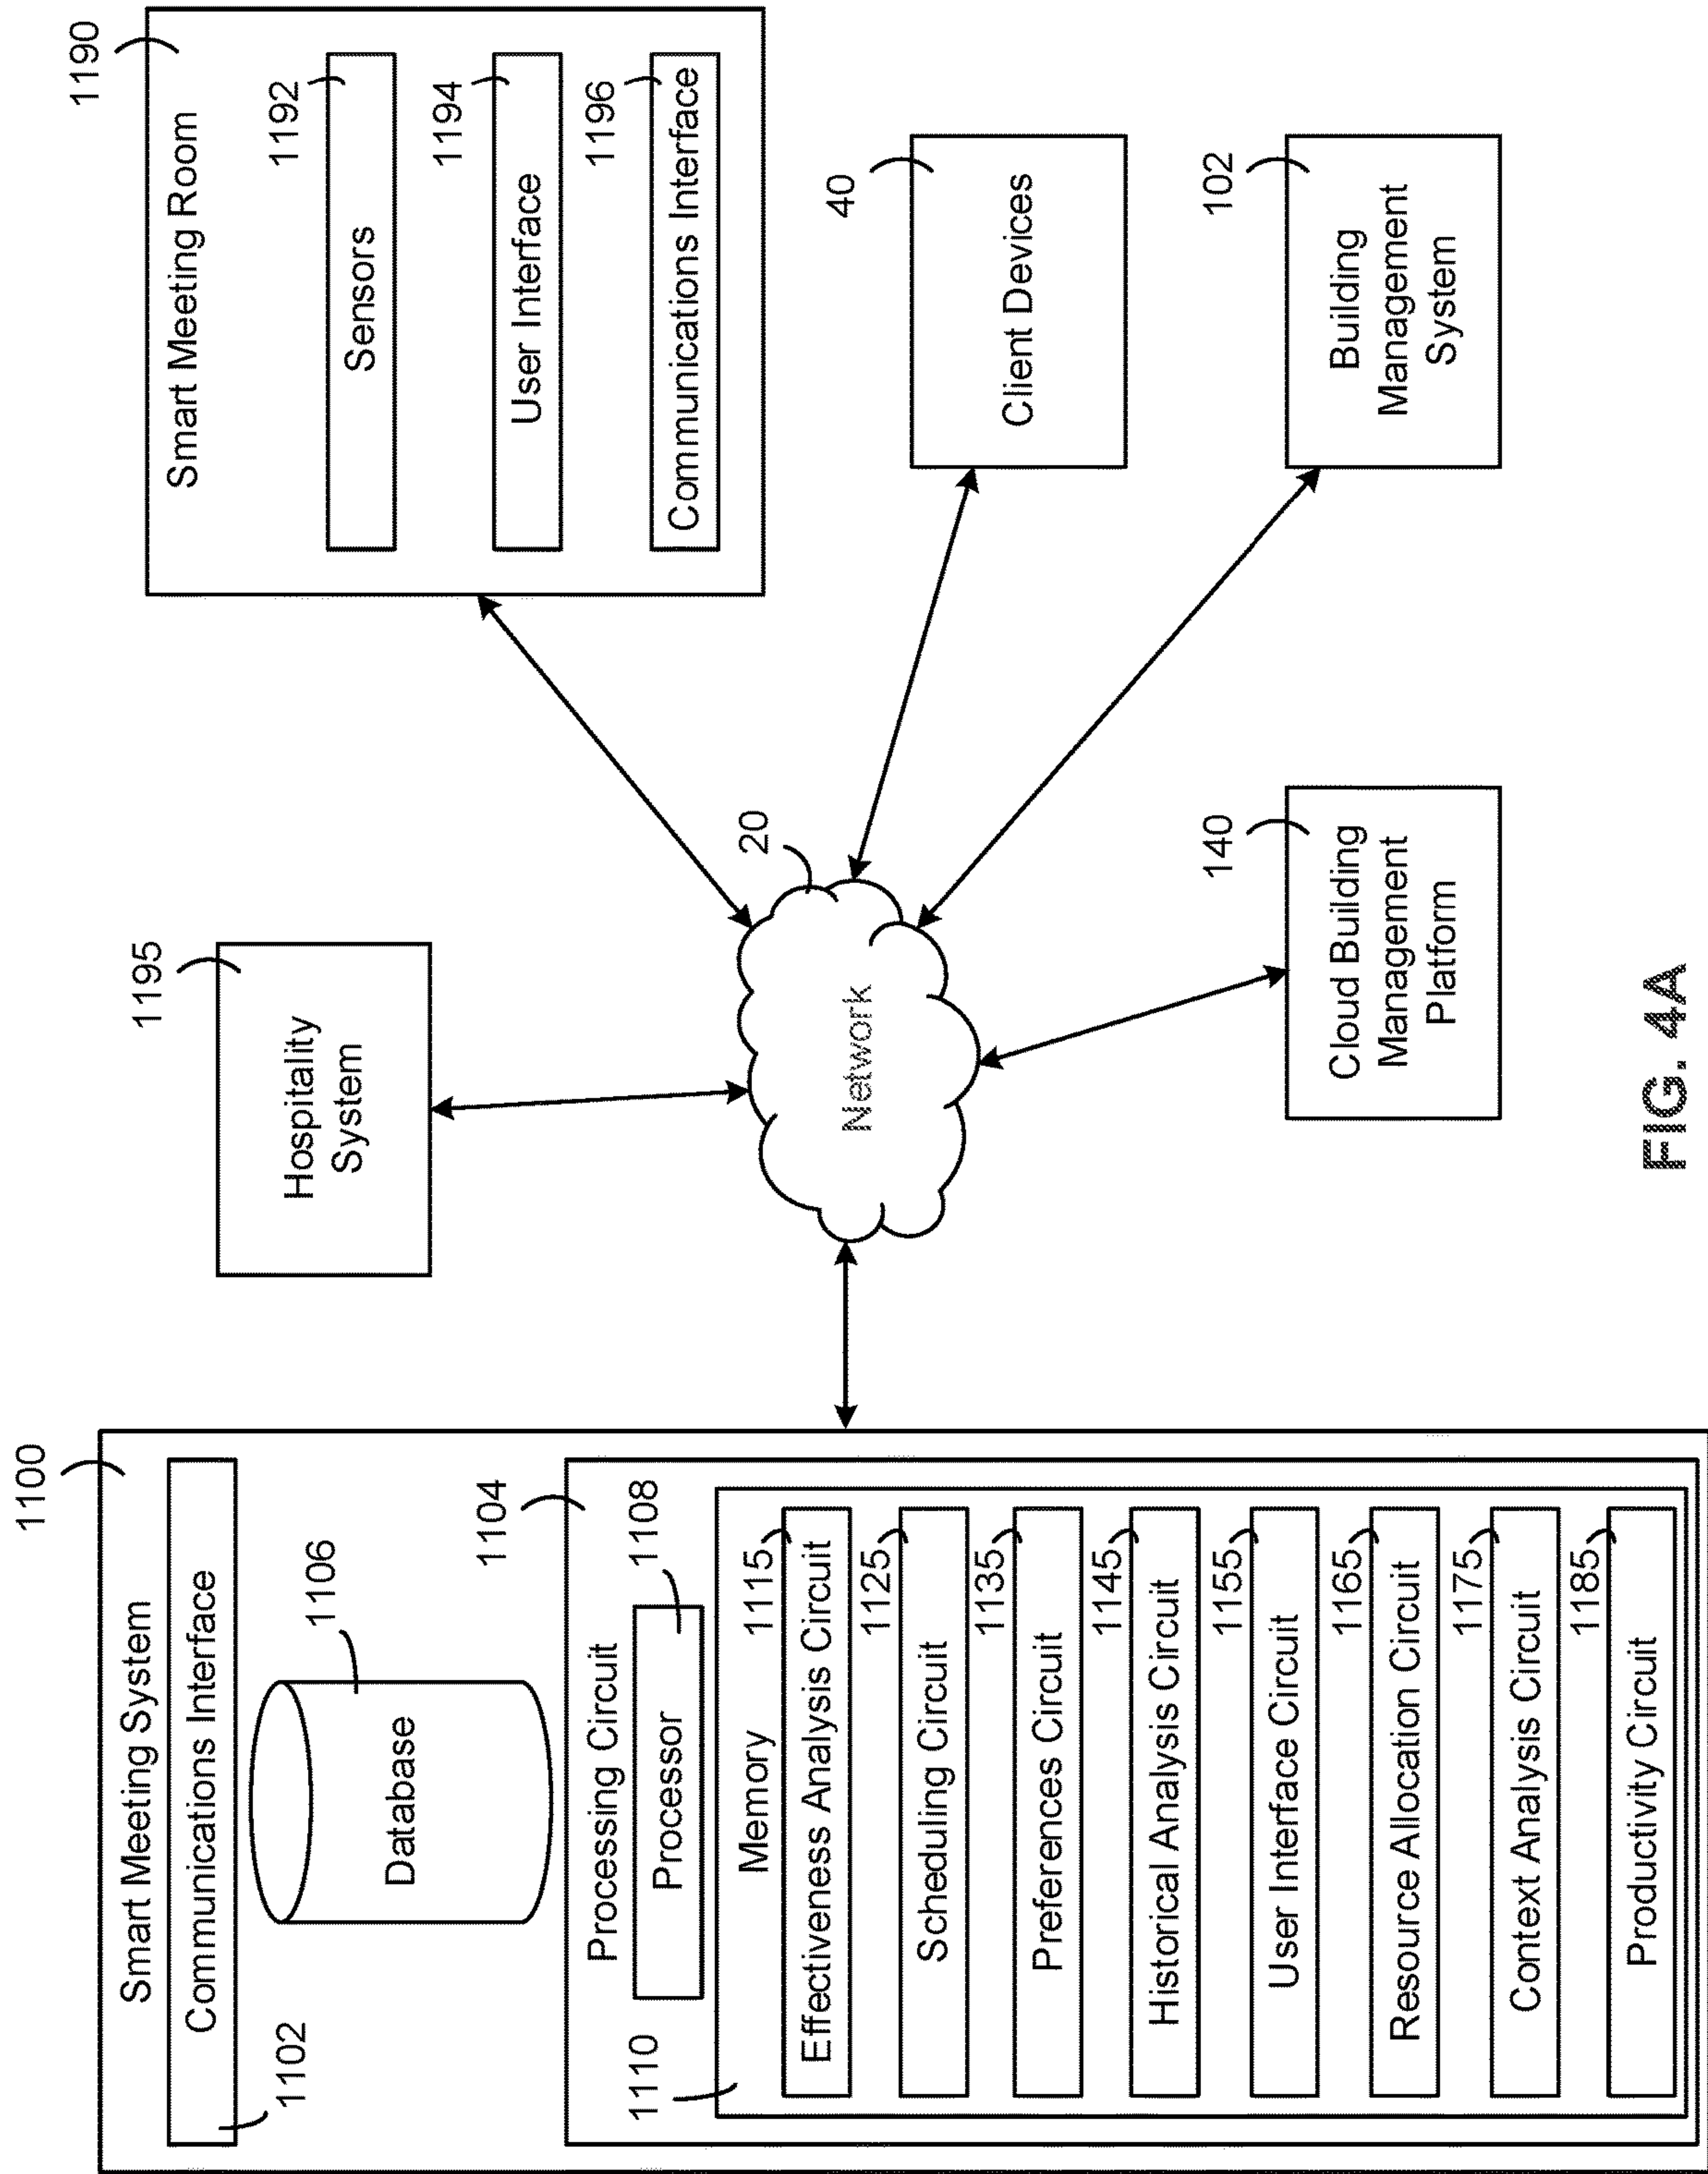 1100
Smart Meeting System
Communications Interface
1102
Database
1106
1104
Processing Circuit
Processor
1108
1110
Memory
1115
Effectiveness Analysis Circuit
1125
Scheduling Circuit
1135
Preferences Circuit
1145
Historical Analysis Circuit
1155
User Interface Circuit
1165
Resource Allocation Circuit
1175
Context Analysis Circuit
1185
Productivity Circuit
1195
Hospitality
System
20
Network
140
Cloud Building
Management
Platform
1190
Smart Meeting Room
1192
Sensors
1194
User Interface
1196
Communications Interface
40
Client Devices
102
Building
Management
System
FIG. 4A